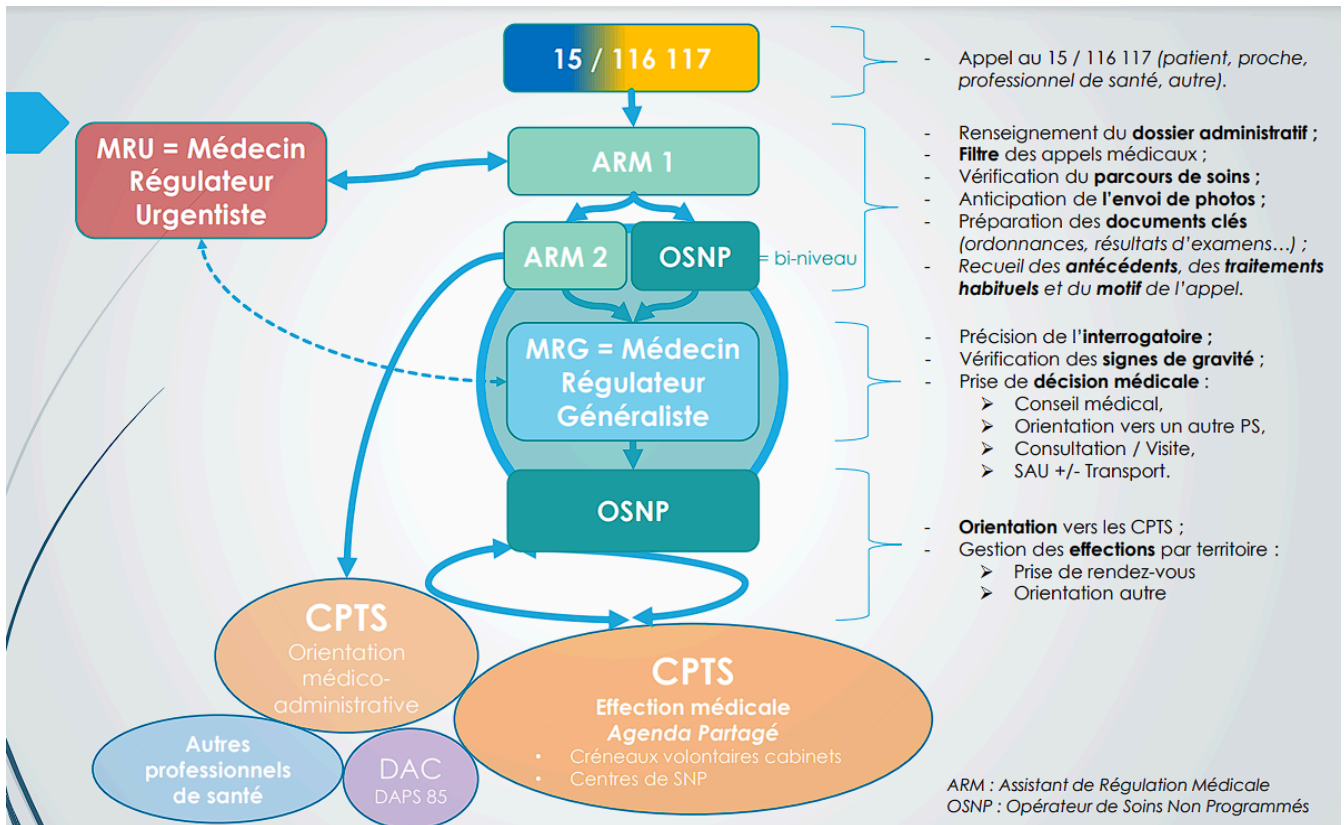 15 / 116 117
MRU = Médecin
Régulateur
Urgentiste
ARM 1
ARM 2
OSNP
= bi-niveau
MRG = Médecin
Régulateur
Généraliste
OSNP
CPTS
Orientation
médico-
administrative
CPTS
Effection médicale
Agenda Partagé
• Créneaux volontaires cabinets
• Centres de SNP
Autres
professionnels
de santé
DAC
DAPS 85
- Appel au 15 / 116 117 (patient, proche,
professionnel de santé, autre).
- Renseignement du dossier administratif ;
- Filtre des appels médicaux ;
- Vérification du parcours de soins ;
- Anticipation de l'envoi de photos ;
- Préparation des documents clés
(ordonnances, résultats d'examens…) ;
- Recueil des antécédents, des traitements
habituels et du motif de l'appel.
- Précision de l'interrogatoire ;
- Vérification des signes de gravité ;
- Prise de décision médicale :
➢ Conseil médical,
➢ Orientation vers un autre PS,
➢ Consultation / Visite,
➢ SAU +/- Transport.
- Orientation vers les CPTS ;
- Gestion des effections par territoire :
➢ Prise de rendez-vous
➢ Orientation autre
ARM : Assistant de Régulation Médicale
OSNP : Opérateur de Soins Non Programmés